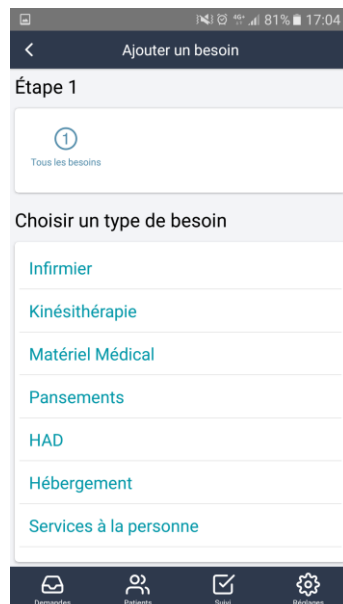 81% 17:04
Ajouter un besoin
Étape 1
1
Tous les besoins
Choisir un type de besoin
Infirmier
Kinésithérapie
Matériel Médical
Pansements
HAD
Hébergement
Services à la personne
Demandes Patients Suivi Réglages